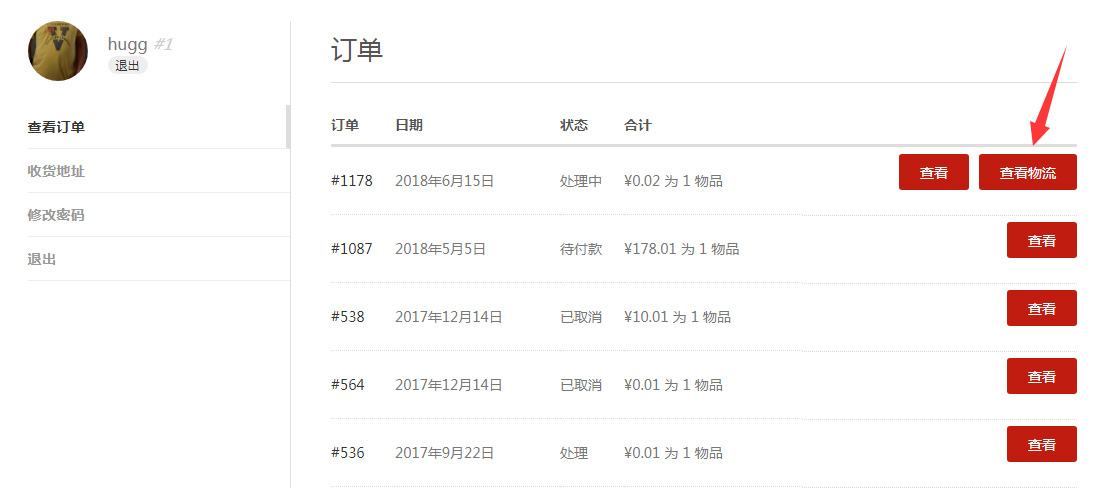 hugg #1
退出
查看订单
收货地址
修改密码
退出
订单
订单 日期 状态 合计
#1178 2018年6月15日 处理中 ¥0.02 为 1 物品 查看 查看物流
#1087 2018年5月5日 待付款 ¥178.01 为 1 物品 查看
#538 2017年12月14日 已取消 ¥10.01 为 1 物品 查看
#564 2017年12月14日 已取消 ¥0.01 为 1 物品 查看
#536 2017年9月22日 处理 ¥0.01 为 1 物品 查看